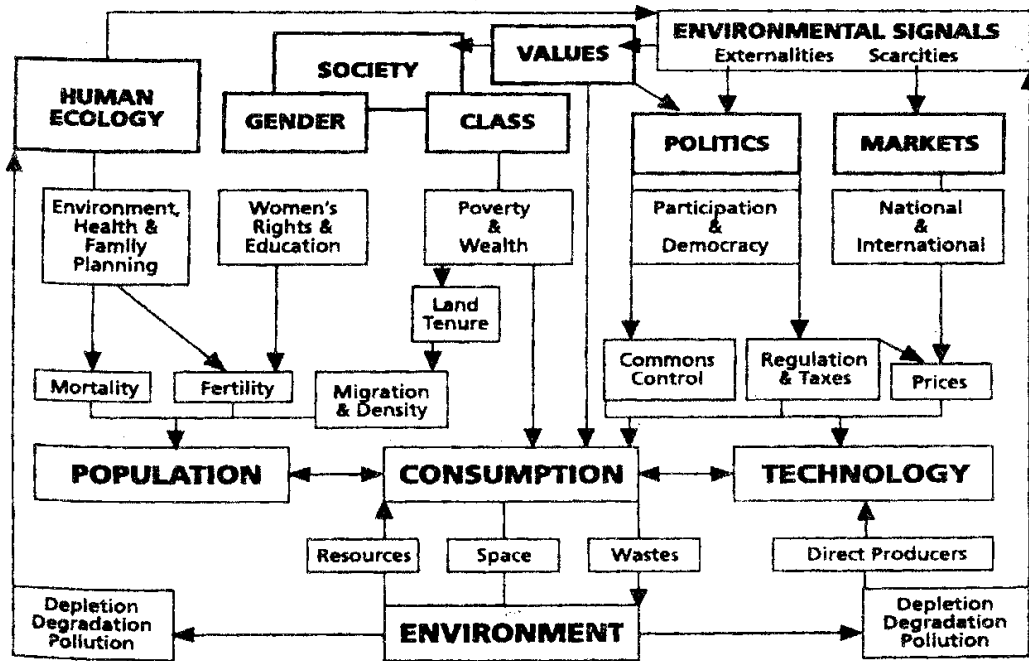 ENVIRONMENTAL SIGNALS
Externalities Scarcities
VALUES
SOCIETY
HUMAN
ECOLOGY
GENDER
CLASS
POLITICS
MARKETS
Environment,
Health &
Family
Planning
Women's
Rights &
Education
Poverty
&
Wealth
Participation
&
Democracy
National
&
International
Land
Tenure
Commons
Control
Regulation
& Taxes
Prices
Mortality
Fertility
Migration
& Density
POPULATION
CONSUMPTION
TECHNOLOGY
Resources
Space
Wastes
Direct Producers
Depletion
Degradation
Pollution
ENVIRONMENT
Depletion
Degradation
Pollution